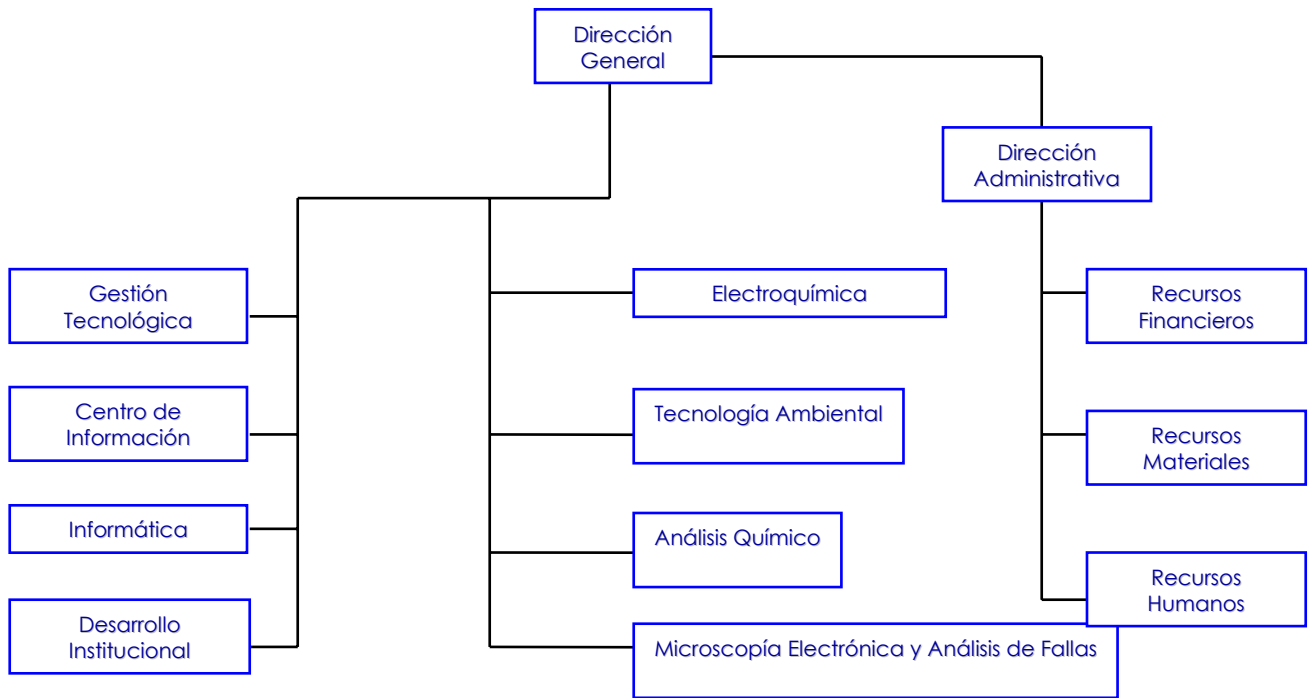 Dirección
General
Dirección
Administrativa
Gestión
Tecnológica
Centro de
Información
Informática
Desarrollo
Institucional
Electroquímica
Tecnología Ambiental
Análisis Químico
Microscopía Electrónica y Análisis de Fallas
Recursos
Financieros
Recursos
Materiales
Recursos
Humanos